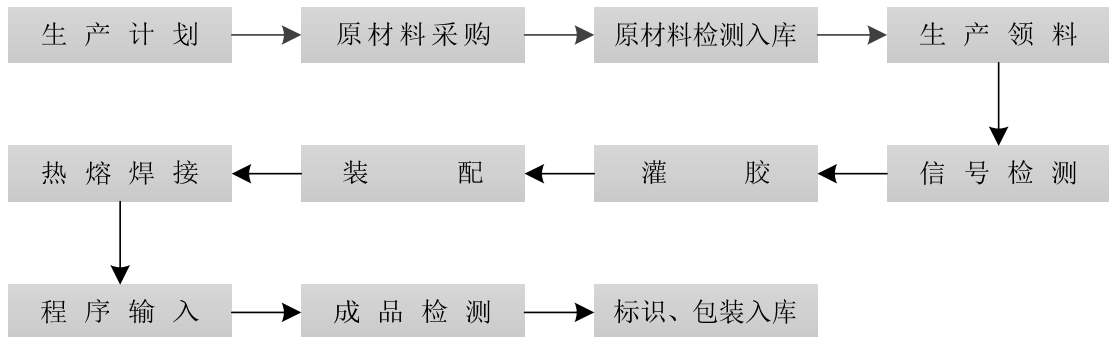 生产计划
原材料采购
原材料检测入库
生产领料
信号检测
灌胶
装配
热熔焊接
程序输入
成品检测
标识、包装入库